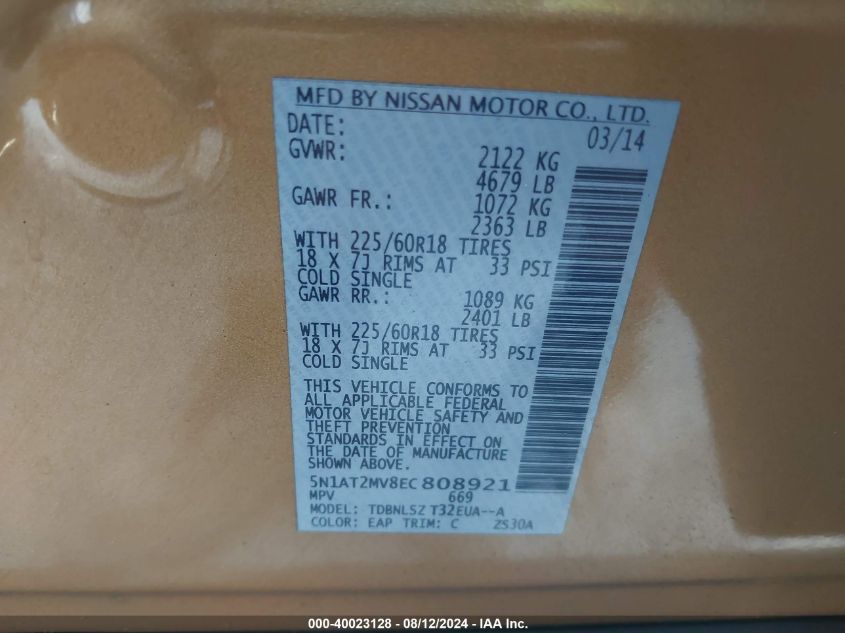 MFD BY NISSAN MOTOR CO., LTD.
DATE: 03/14
GVWR: 2122 KG
4679 LB
GAWR FR.: 1072 KG
2363 LB
WITH 225/60R18 TIRES
18 X 7J RIMS AT 33 PSI
COLD SINGLE
GAWR RR.: 1089 KG
2401 LB
WITH 225/60R18 TIRES
18 X 7J RIMS AT 33 PSI
COLD SINGLE
THIS VEHICLE CONFORMS TO
ALL APPLICABLE FEDERAL
MOTOR VEHICLE SAFETY AND
THEFT PREVENTION
STANDARDS IN EFFECT ON
THE DATE OF MANUFACTURE
SHOWN ABOVE.
5N1AT2MV8EC808921
MPV 669
MODEL: TDBNLSZ T32EUA--A
COLOR: EAP TRIM: C ZS30A
000-40023128 - 08/12/2024 - IAA Inc.